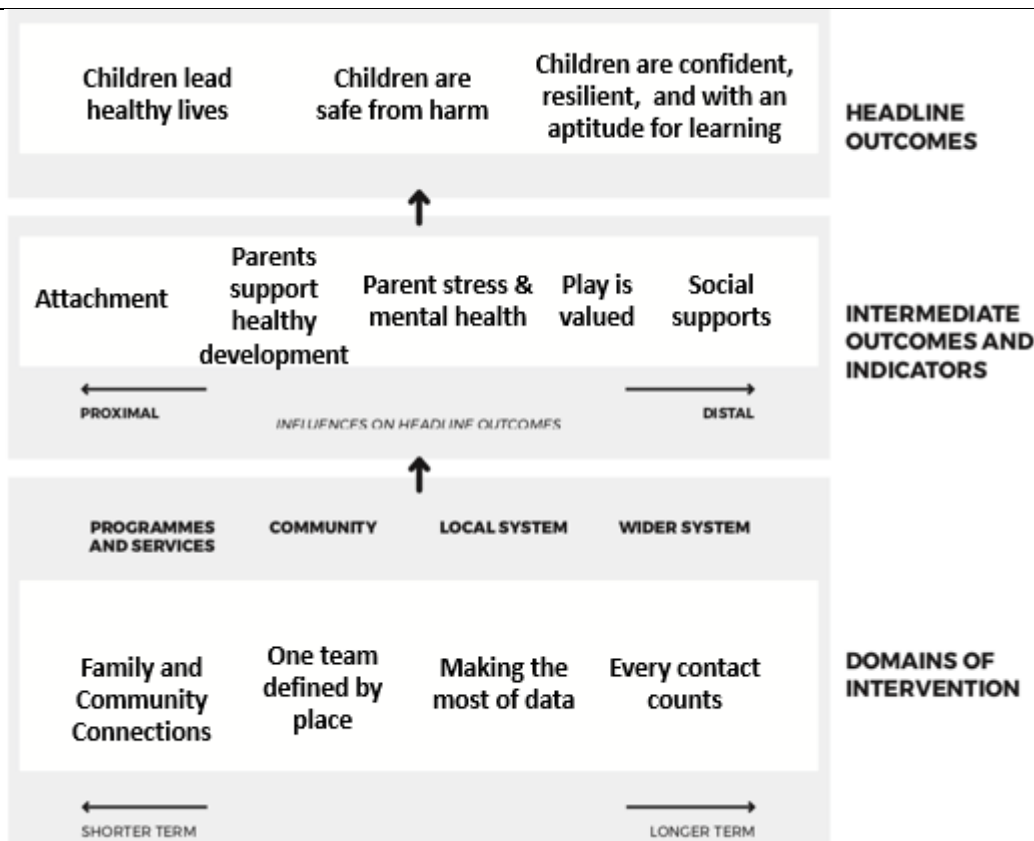 Children lead
healthy lives
Children are
safe from harm
Children are confident,
resilient, and with an
aptitude for learning
HEADLINE
OUTCOMES
Attachment
Parents
support
healthy
development
Parent stress &
mental health
Play is
valued
Social
supports
INTERMEDIATE
OUTCOMES AND
INDICATORS
PROXIMAL
INFLUENCES ON HEADLINE OUTCOMES
DISTAL
PROGRAMMES
AND SERVICES
COMMUNITY
LOCAL SYSTEM
WIDER SYSTEM
Family and
Community
Connections
One team
defined by
place
Making the
most of data
Every contact
counts
DOMAINS OF
INTERVENTION
SHORTER TERM
LONGER TERM